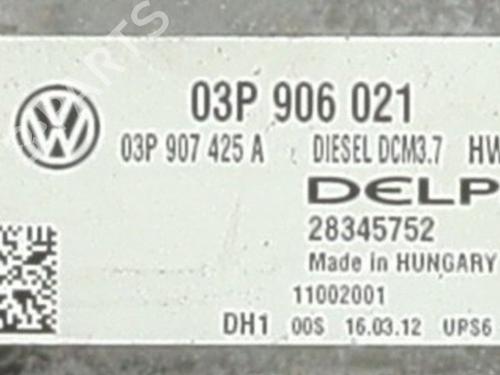 03P 906 021
03P 907 425 A DIESEL DCM3.7 HW
DELP
28345752
Made in HUNGARY
11002001
DH1 00S 16.03.12 UPS6